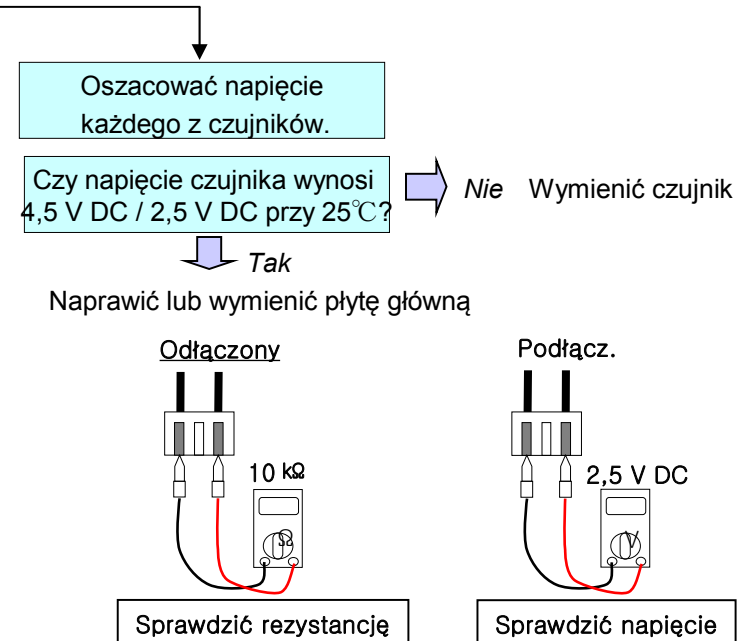 Oszacować napięcie
każdego z czujników.
Czy napięcie czujnika wynosi
4,5 V DC / 2,5 V DC przy 25℃?
Nie Wymienić czujnik
Tak
Naprawić lub wymienić płytę główną
Odłączony
Podłącz.
10 kΩ
2,5 V DC
Ω
V
Sprawdzić rezystancję
Sprawdzić napięcie